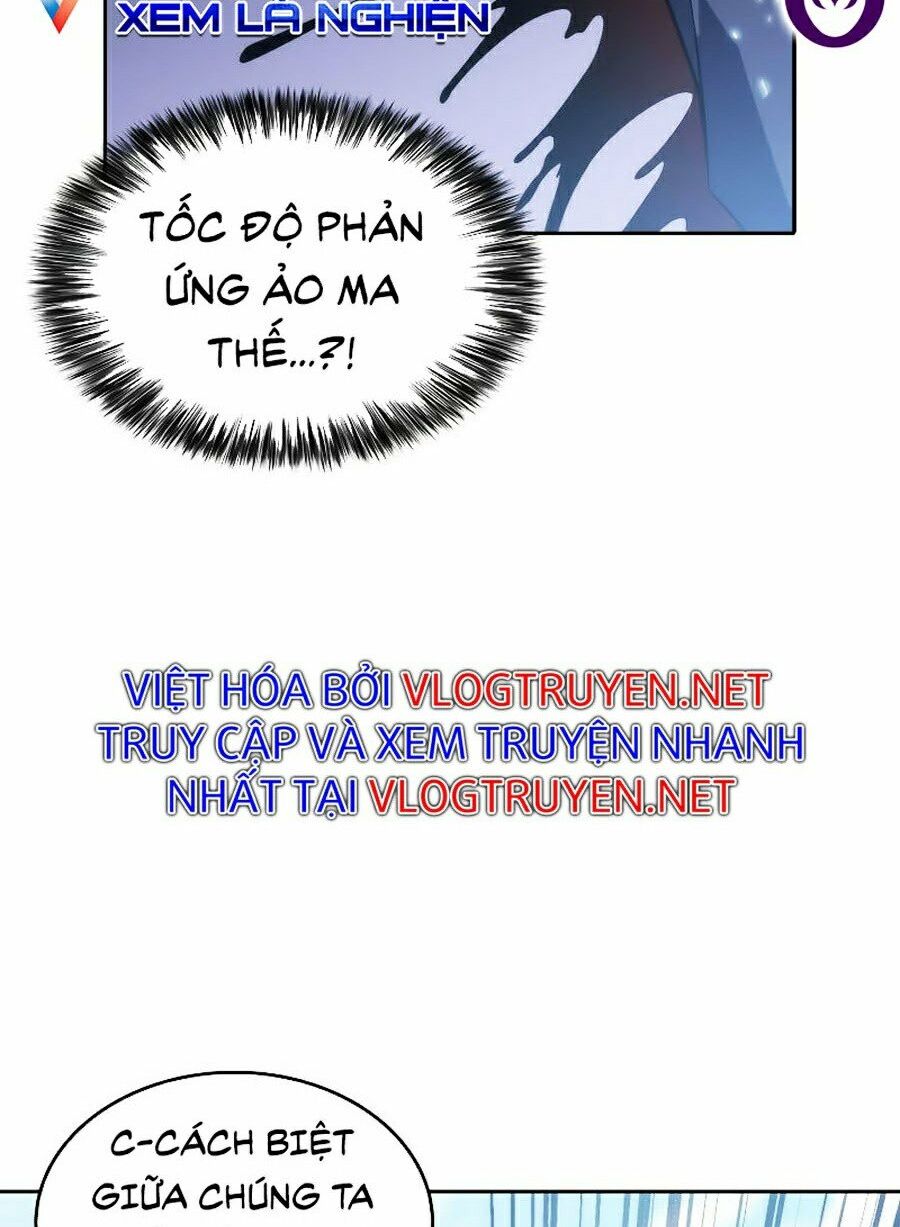 XEM LÀ NGHIỆN
TỐC ĐỘ PHẢN
ỨNG ẢO MA
THẾ...?!
VIỆT HÓA BỞI VLOGTRUYEN.NET
TRUY CẬP VÀ XEM TRUYỆN NHANH
NHẤT TẠI VLOGTRUYEN.NET
C-CÁCH BIỆT
GIỮA CHÚNG TA